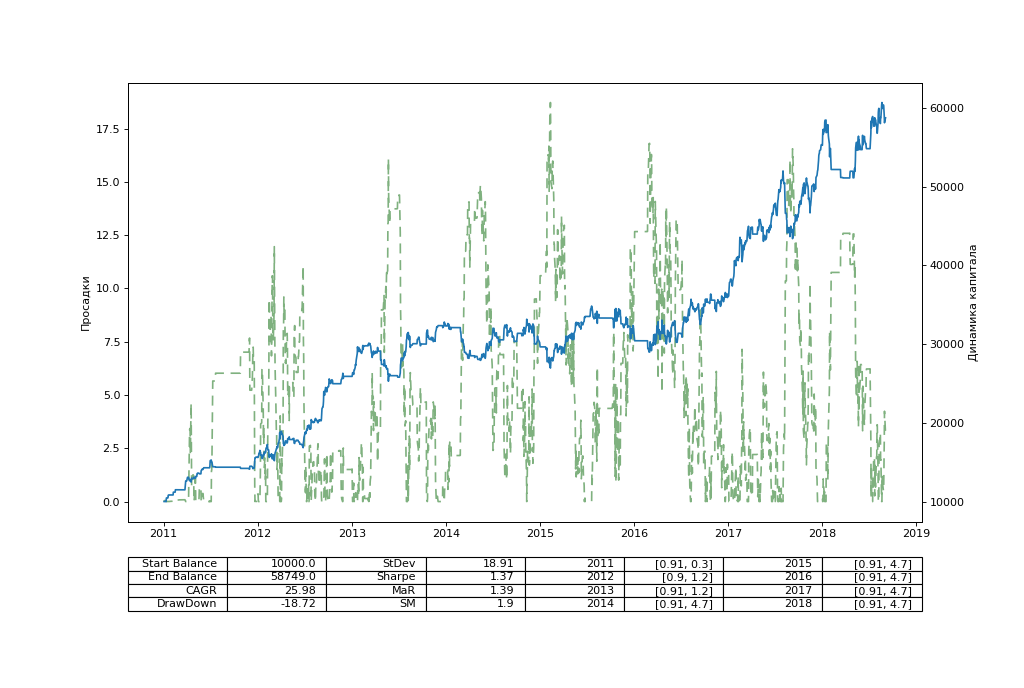 17.5
15.0
12.5
10.0
7.5
5.0
2.5
0.0
Просадки
60000
50000
40000
30000
20000
10000
Динамика капитала
2011 2012 2013 2014 2015 2016 2017 2018 2019
Start Balance 10000.0 StDev 18.91 2011 [0.91, 0.3] 2015 [0.91, 4.7]
End Balance 58749.0 Sharpe 1.37 2012 [0.9, 1.2] 2016 [0.91, 4.7]
CAGR 25.98 MaR 1.39 2013 [0.91, 1.2] 2017 [0.91, 4.7]
DrawDown -18.72 SM 1.9 2014 [0.91, 4.7] 2018 [0.91, 4.7]